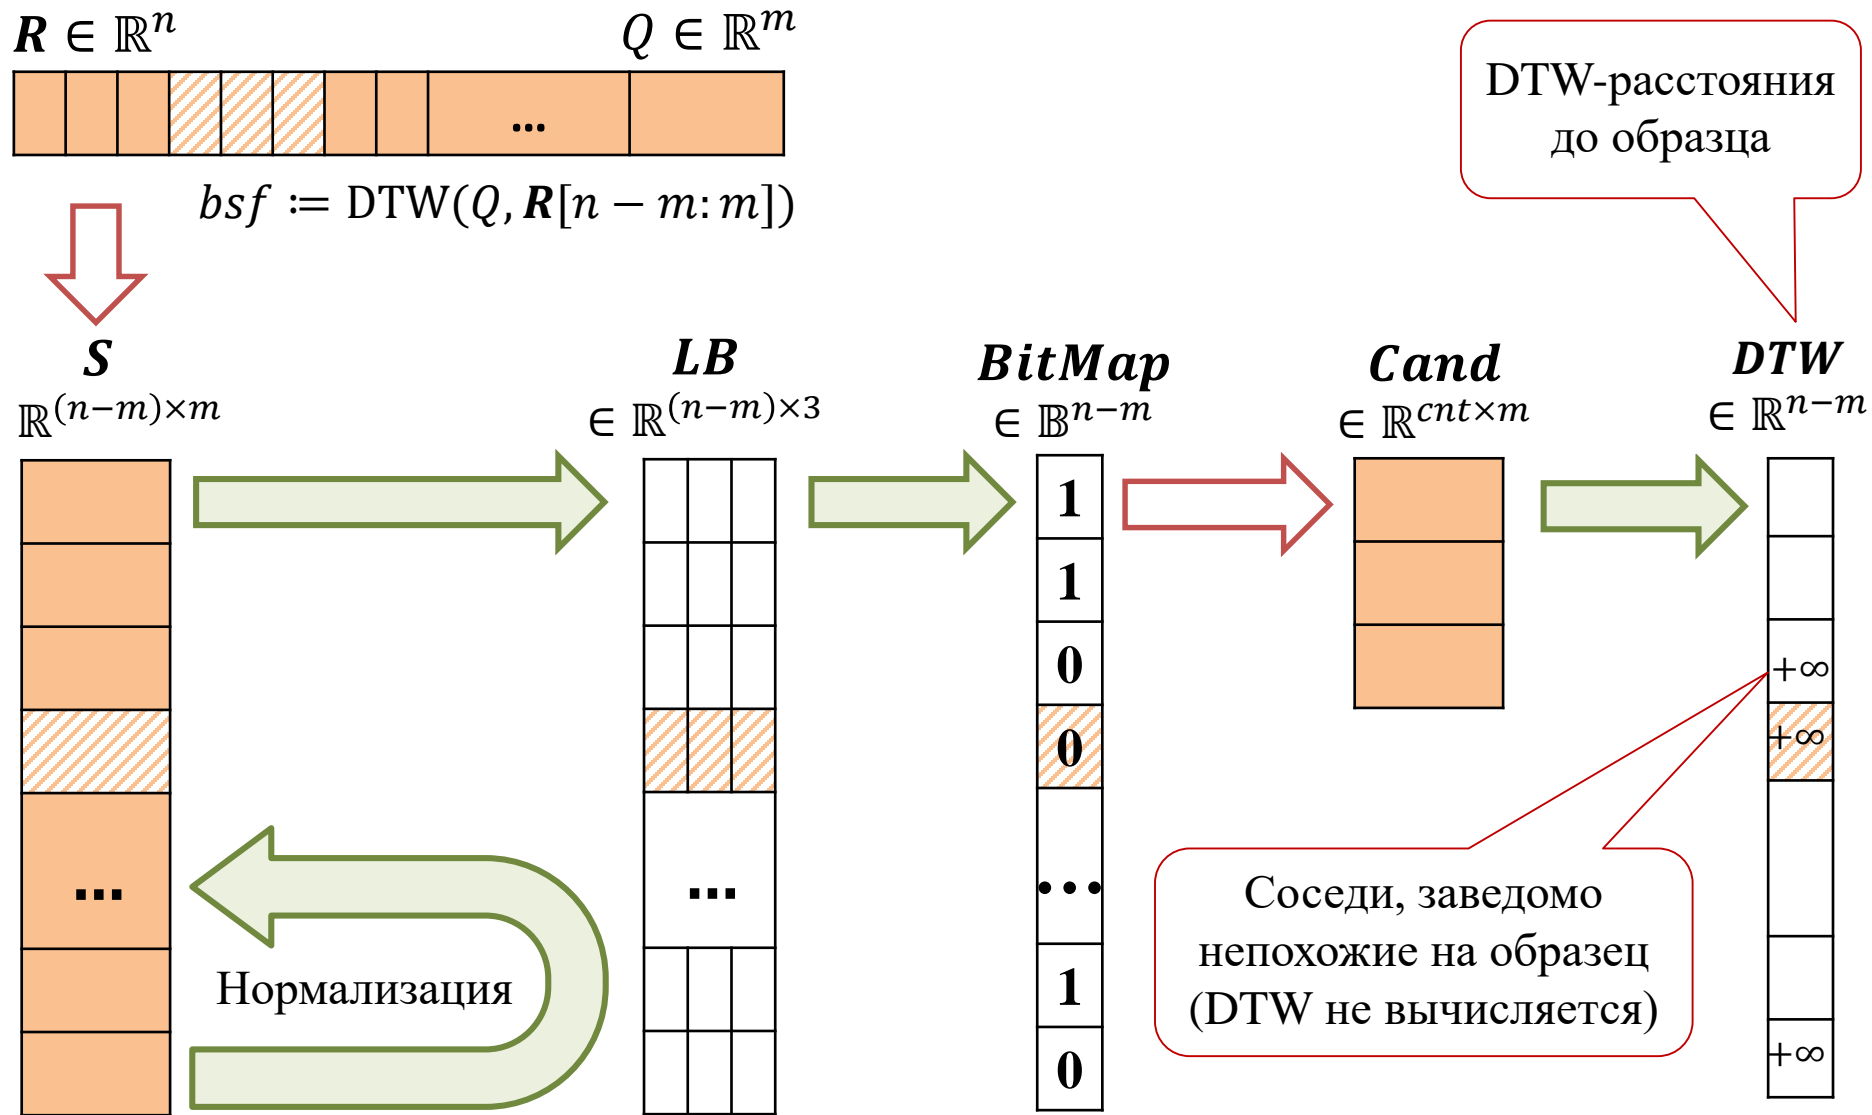 R ∈ ℝⁿ
Q ∈ ℝᵐ
...
bsf ≔ DTW(Q, R[n − m: m])
DTW-расстояния
до образца
S
ℝ⁽ⁿ⁻ᵐ⁾ˣᵐ
LB
∈ ℝ⁽ⁿ⁻ᵐ⁾ˣ³
BitMap
∈ 𝔹ⁿ⁻ᵐ
Cand
∈ ℝᶜⁿᵗˣᵐ
DTW
∈ ℝⁿ⁻ᵐ
1
1
0
0
...
1
0
+∞
+∞
+∞
...
...
Нормализация
Соседи, заведомо
непохожие на образец
(DTW не вычисляется)